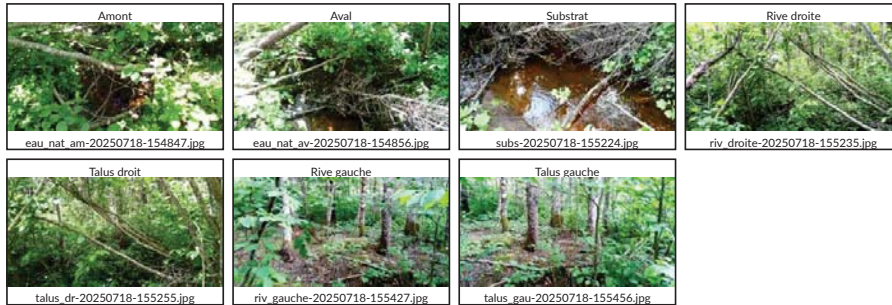 Amont
Aval
Substrat
Rive droite
eau_nat_am-20250718-154847.jpg
eau_nat_av-20250718-154856.jpg
subs-20250718-155224.jpg
riv_droite-20250718-155235.jpg
Talus droit
Rive gauche
Talus gauche
talus_dr-20250718-155255.jpg
riv_gauche-20250718-155427.jpg
talus_gau-20250718-155456.jpg